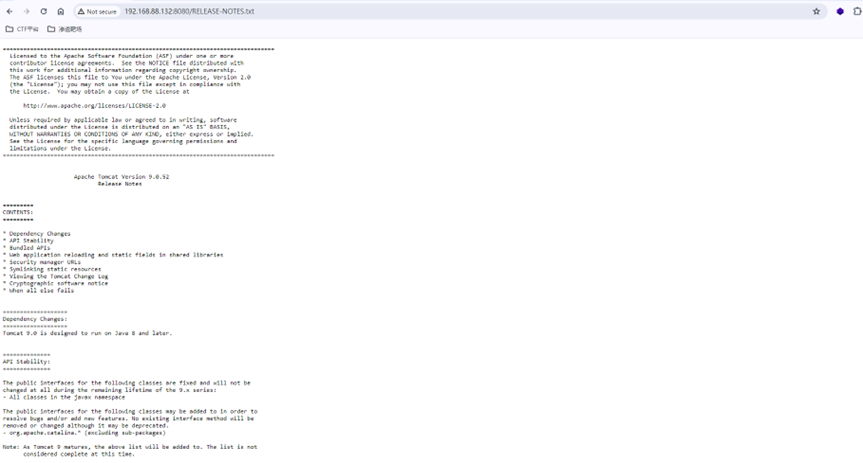 Not secure 192.168.88.132:8080/RELEASE-NOTES.txt
CTF平台 渗透靶场
================================================================================
Licensed to the Apache Software Foundation (ASF) under one or more
contributor license agreements. See the NOTICE file distributed with
this work for additional information regarding copyright ownership.
The ASF licenses this file to You under the Apache License, Version 2.0
(the "License"); you may not use this file except in compliance with
the License. You may obtain a copy of the License at
http://www.apache.org/licenses/LICENSE-2.0
Unless required by applicable law or agreed to in writing, software
distributed under the License is distributed on an "AS IS" BASIS,
WITHOUT WARRANTIES OR CONDITIONS OF ANY KIND, either express or implied.
See the License for the specific language governing permissions and
limitations under the License.
================================================================================
Apache Tomcat Version 9.0.52
Release Notes
=========
CONTENTS:
=========
* Dependency Changes
* API Stability
* Bundled APIs
* Web application reloading and static fields in shared libraries
* Security manager URLs
* Symlinking static resources
* Viewing the Tomcat Change Log
* Cryptographic software notice
* When all else fails
===================
Dependency Changes:
===================
Tomcat 9.0 is designed to run on Java 8 and later.
==============
API Stability:
==============
The public interfaces for the following classes are fixed and will not be
changed at all during the remaining lifetime of the 9.x series:
- All classes in the javax namespace
The public interfaces for the following classes may be added to in order to
resolve bugs and/or add new features. No existing interface method will be
removed or changed although it may be deprecated.
- org.apache.catalina.* (excluding sub-packages)
Note: As Tomcat 9 matures, the above list will be added to. The list is not
considered complete at this time.